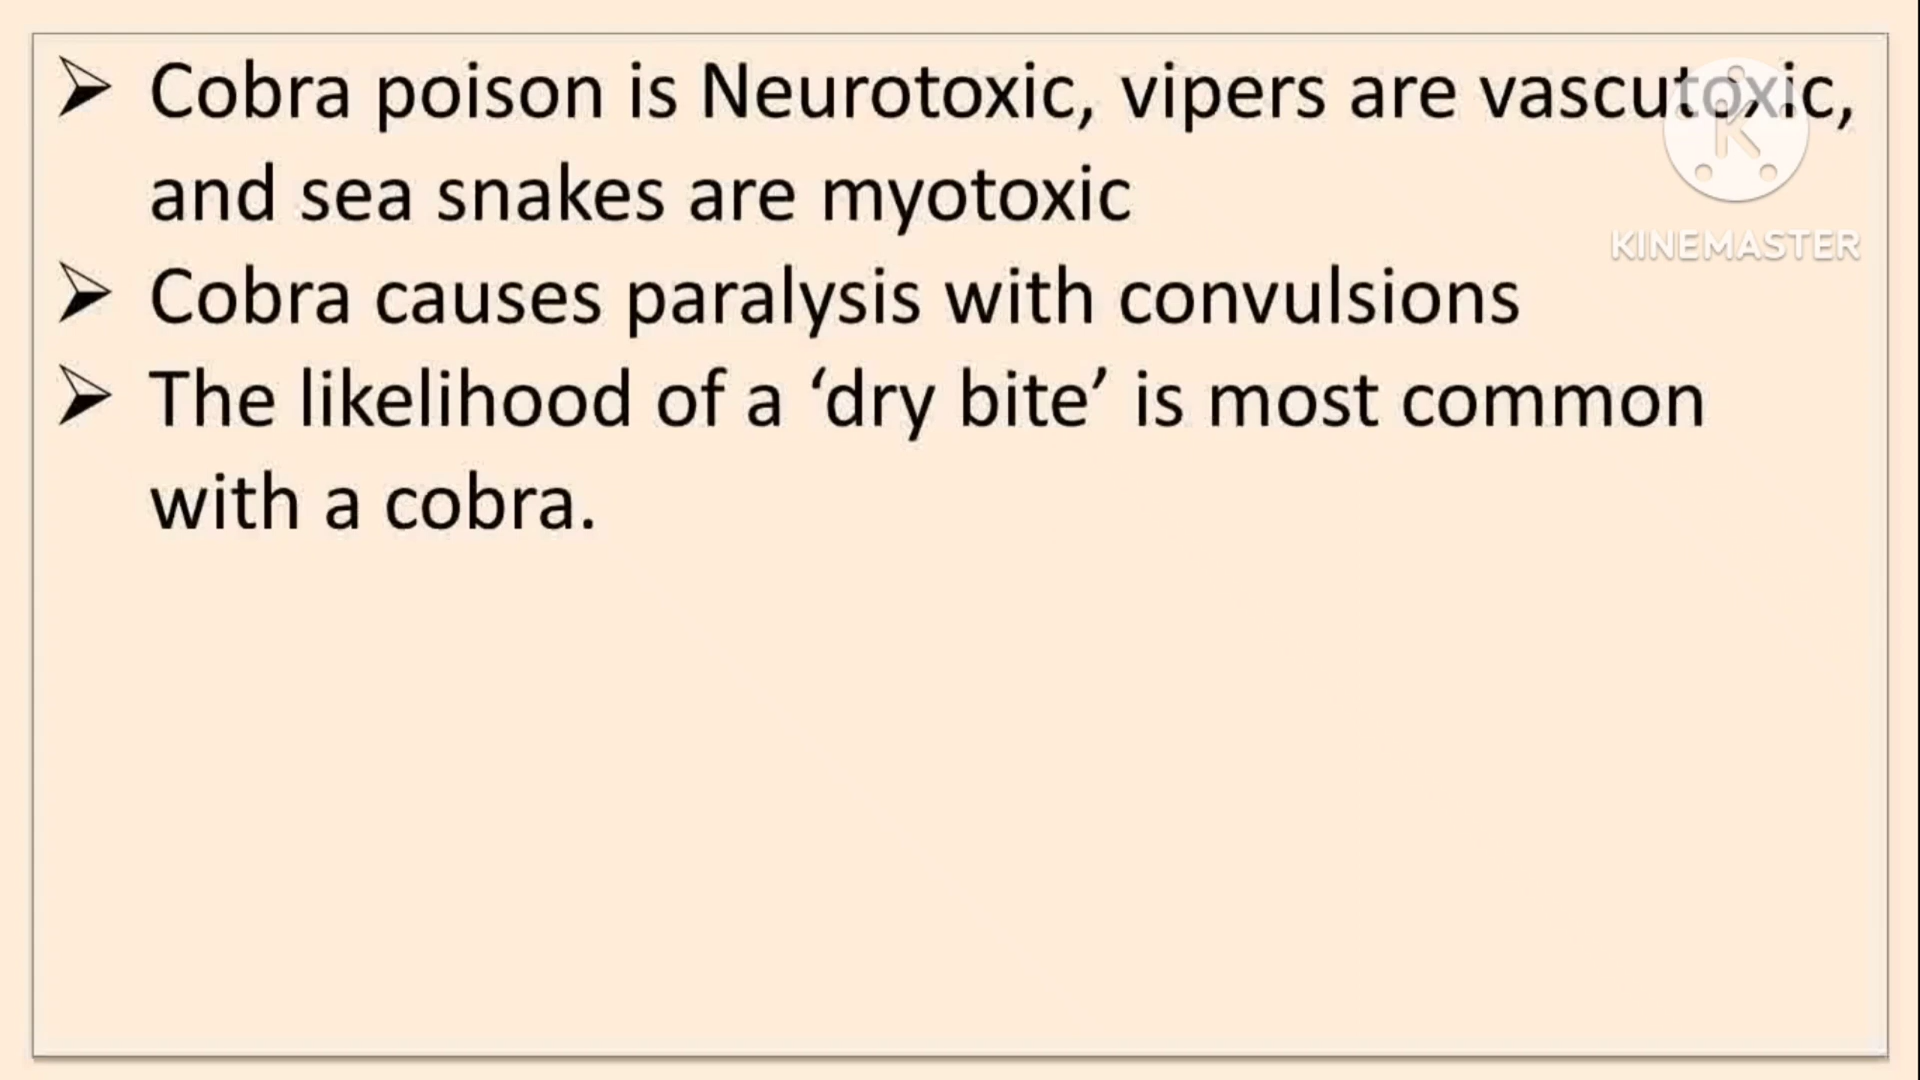 ➢ Cobra poison is Neurotoxic, vipers are vascutoxic,
and sea snakes are myotoxic
➢ Cobra causes paralysis with convulsions
➢ The likelihood of a ‘dry bite’ is most common
with a cobra.
K
KINEMASTER